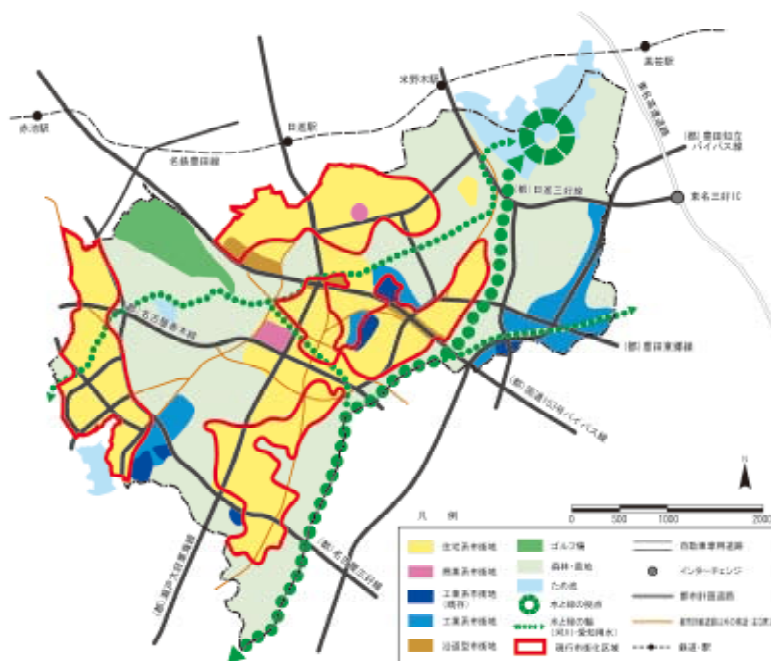 黒笹駅
米野木駅
東名高速道路
赤池駅
日進駅
名鉄豊田線
(都)豊田知立
バイパス線
(都)日進三好線
東名三好IC
(都)名古屋春木線
(都)豊田東郷線
(都)国道153号バイパス線
(都)瀬戸大府東海線
(都)名古屋三好線
N
0 500 1000 2000
凡 例
住宅系市街地
商業系市街地
工業系市街地
(既存)
工業系市街地
沿道型市街地
ゴルフ場
森林・農地
ため池
水と緑の拠点
水と緑の軸
(河川・愛知用水)
現行市街化区域
自動車専用道路
インターチェンジ
都市計画道路
鉄道・駅